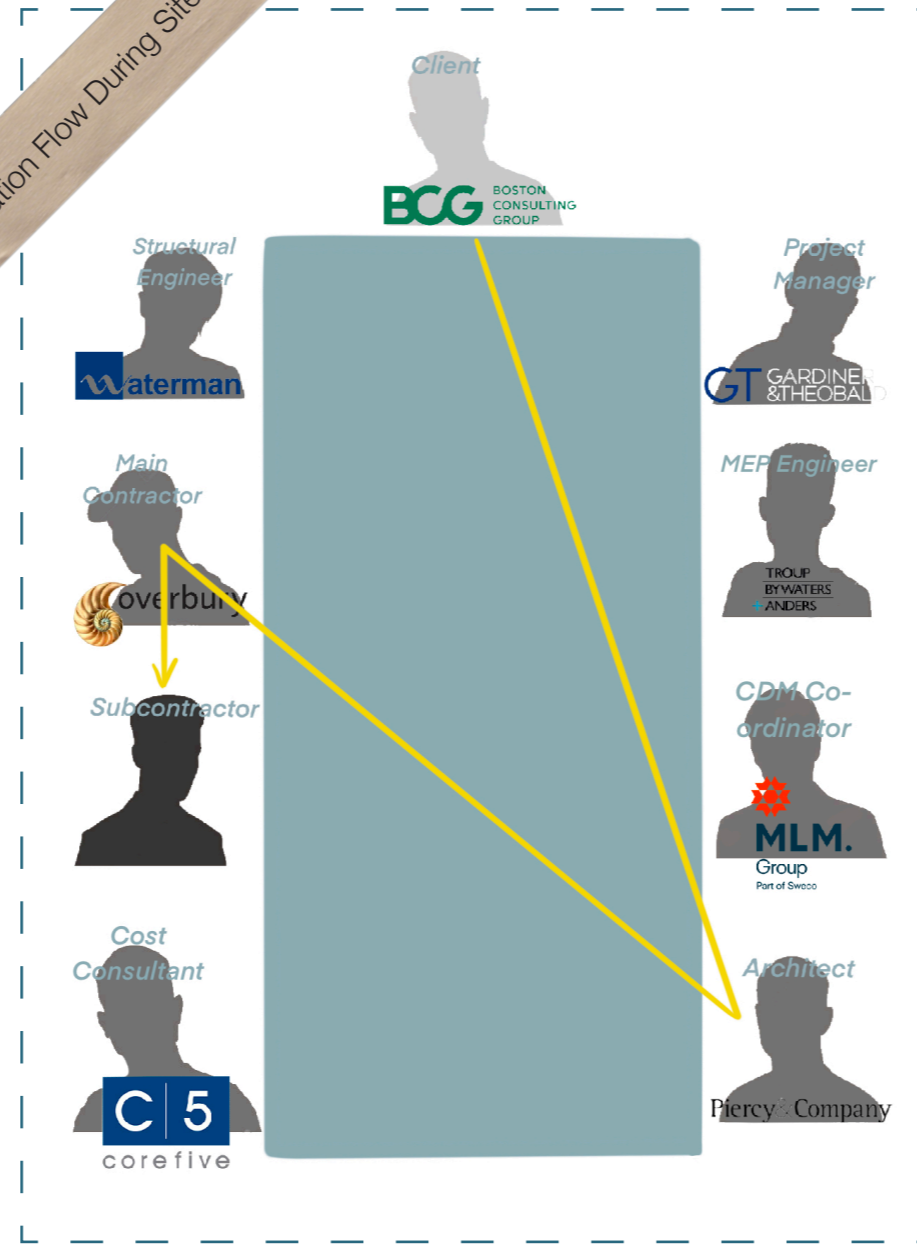 tion Flow During Site
Client
BCG
BOSTON
CONSULTING
GROUP
Structural
Engineer
Waterman
Project
Manager
GT
GARDINER
&THEOBALD
Main
Contractor
overbury
MEP Engineer
TROUP
BYWATERS
+ ANDERS
Subcontractor
CDM Co-
ordinator
MLM.
Group
Part of Sweco
Cost
Consultant
C|5
corefive
Architect
Piercy&Company